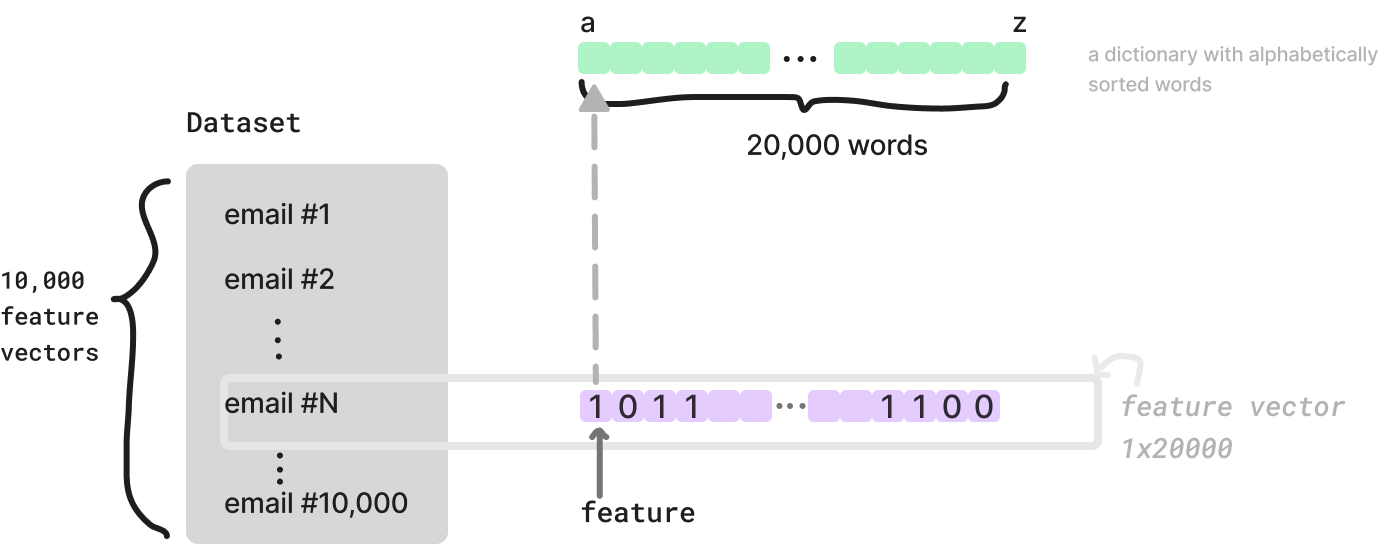 a
z
a dictionary with alphabetically
sorted words
20,000 words
Dataset
email #1
email #2
10,000
feature
vectors
email #N
1 0 1 1 ... 1 1 0 0
feature vector
1x20000
email #10,000
feature